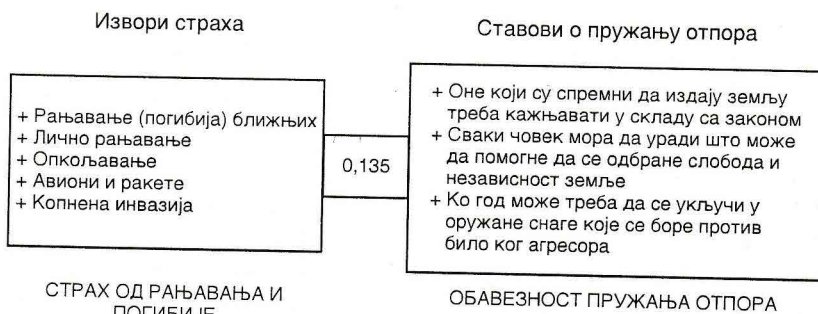 Извори страха
Ставови о пружању отпора
+ Рањавање (погибија) ближњих
+ Лично рањавање
+ Опкољавање
+ Авиони и ракете
+ Копнена инвазија
0,135
+ Оне који су спремни да издају земљу
треба кажњавати у складу са законом
+ Сваки човек мора да уради што може
да помогне да се одбране слобода и
независност земље
+ Ко год може треба да се укључи у
оружане снаге које се боре против
било ког агресора
СТРАХ ОД РАЊАВАЊА И
ПОГИБИЈЕ
ОБАВЕЗНОСТ ПРУЖАЊА ОТПОРА